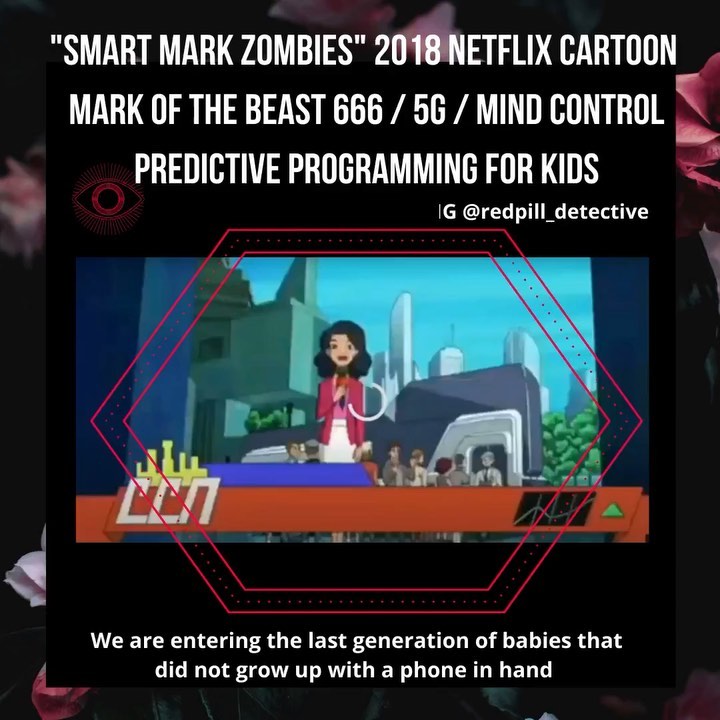 "SMART MARK ZOMBIES" 2018 NETFLIX CARTOON
MARK OF THE BEAST 666 / 5G / MIND CONTROL
PREDICTIVE PROGRAMMING FOR KIDS
IG @redpill_detective
CCN
We are entering the last generation of babies that
did not grow up with a phone in hand